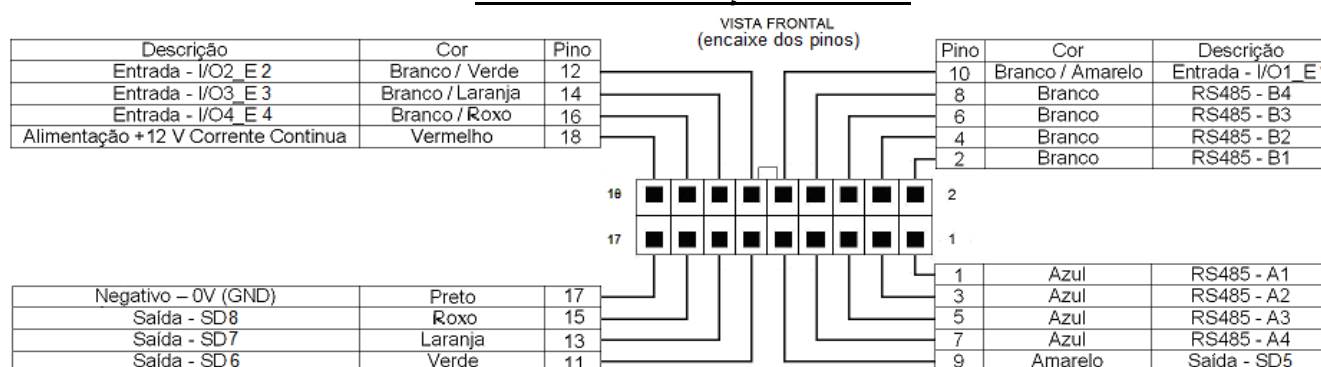 VISTA FRONTAL
(encaixe dos pinos)
Descrição Cor Pino
Entrada - I/O2_E 2 Branco / Verde 12
Entrada - I/O3_E 3 Branco / Laranja 14
Entrada - I/O4_E 4 Branco / Roxo 16
Alimentação +12 V Corrente Continua Vermelho 18
Pino Cor Descrição
10 Branco / Amarelo Entrada - I/O1_E1
8 Branco RS485 - B4
6 Branco RS485 - B3
4 Branco RS485 - B2
2 Branco RS485 - B1
18 2
17 1
Negativo – 0V (GND) Preto 17
Saída - SD8 Roxo 15
Saída - SD7 Laranja 13
Saída - SD6 Verde 11
1 Azul RS485 - A1
3 Azul RS485 - A2
5 Azul RS485 - A3
7 Azul RS485 - A4
9 Amarelo Saída - SD5